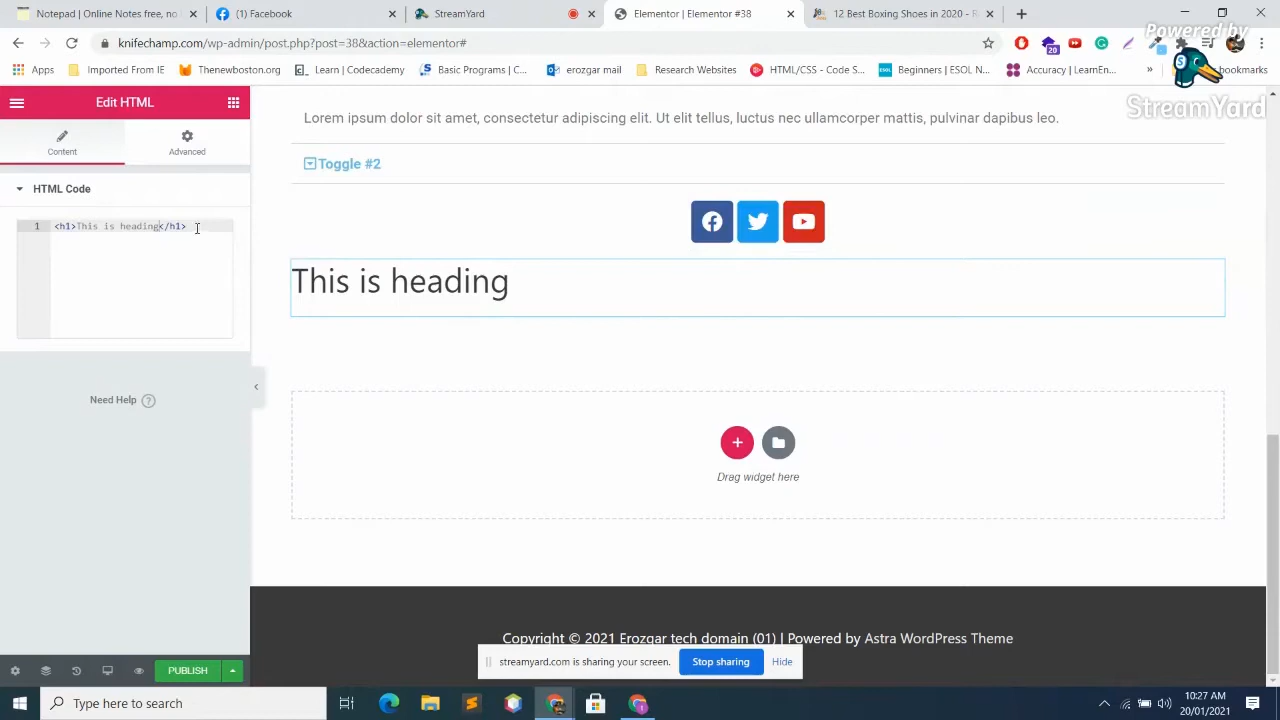 Notepad | Online Notes free, no l
(1) Facebook
StreamYard
Elementor | Elementor #38
12 Best Boxing Shoes in 2020 - R
Powered by
StreamYard
knifechamp.com/wp-admin/post.php?post=38&action=elementor#
20
Apps
Imported From IE
Thenewboston.org
Learn | Codecademy
Basic Programs | C...
erozgar mail
Research Websites
HTML/CSS - Code S...
Beginners | ESOL N...
Accuracy | LearnEn...
»
bookmarks
Edit HTML
Content
Advanced
HTML Code
1 <h1>This is heading</h1>
Need Help
PUBLISH
Lorem ipsum dolor sit amet, consectetur adipiscing elit. Ut elit tellus, luctus nec ullamcorper mattis, pulvinar dapibus leo.
Toggle #2
This is heading
Drag widget here
Copyright © 2021 Erozgar tech domain (01) | Powered by Astra WordPress Theme
streamyard.com is sharing your screen.
Stop sharing
Hide
Type here to search
10:27 AM
20/01/2021